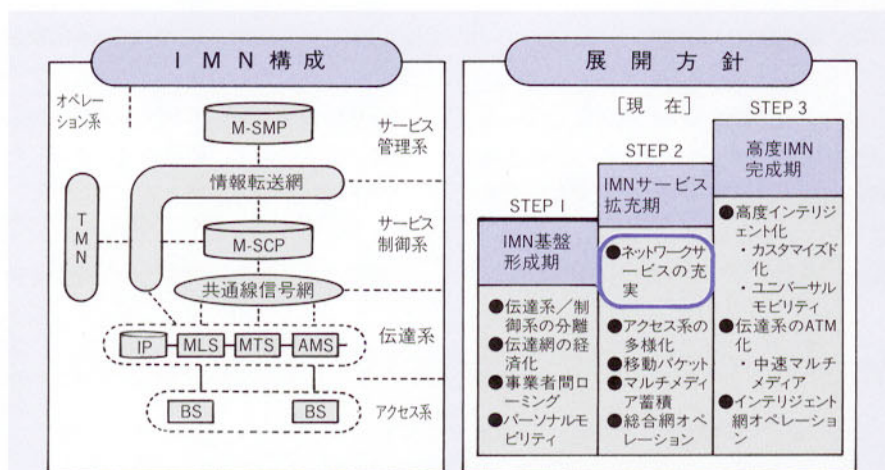 IMN構成
オペレー
ション系
M-SMP
サービス
管理系
情報転送網
TMN
M-SCP
サービス
制御系
共通線信号網
IP
MLS
MTS
AMS
伝達系
BS
BS
アクセス系
展開方針
[現 在]
STEP 1
IMN基盤
形成期
●伝達系／制
御系の分離
●伝達網の経
済化
●事業者間ロ
ーミング
●パーソナルモ
ビリティ
STEP 2
IMNサービス
拡充期
●ネットワークサ
ービスの充
実
●アクセス系の
多様化
●移動パケット
●マルチメディ
ア蓄積
●総合網オペ
レーション
STEP 3
高度IMN
完成期
●高度インテリジ
ェント化
・カスタマイズド
化
・ユニバーサル
モビリティ
●伝達系のATM
化
・中速マルチ
メディア
●インテリジェント
網オペレーショ
ン